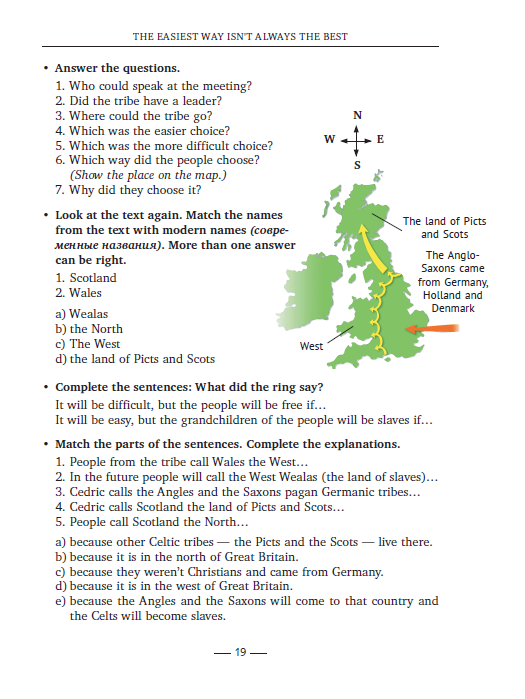 THE EASIEST WAY ISN'T ALWAYS THE BEST
• Answer the questions.
1. Who could speak at the meeting?
2. Did the tribe have a leader?
3. Where could the tribe go?
4. Which was the easier choice?
5. Which was the more difficult choice?
6. Which way did the people choose?
(Show the place on the map.)
7. Why did they choose it?
N
W E
S
• Look at the text again. Match the names
from the text with modern names (совре-
менные названия). More than one answer
can be right.
1. Scotland
2. Wales
a) Wealas
b) the North
c) The West
d) the land of Picts and Scots
The land of Picts
and Scots
The Anglo-
Saxons came
from Germany,
Holland and
Denmark
West
• Complete the sentences: What did the ring say?
It will be difficult, but the people will be free if...
It will be easy, but the grandchildren of the people will be slaves if...
• Match the parts of the sentences. Complete the explanations.
1. People from the tribe call Wales the West...
2. In the future people will call the West Wealas (the land of slaves)...
3. Cedric calls the Angles and the Saxons pagan Germanic tribes...
4. Cedric calls Scotland the land of Picts and Scots...
5. People call Scotland the North...
a) because other Celtic tribes — the Picts and the Scots — live there.
b) because it is in the north of Great Britain.
c) because they weren't Christians and came from Germany.
d) because it is in the west of Great Britain.
e) because the Angles and the Saxons will come to that country and
the Celts will become slaves.
— 19 —